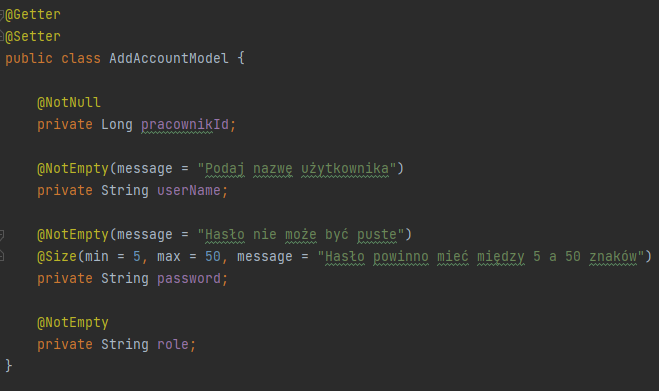 @Getter
@Setter
public class AddAccountModel {
@NotNull
private Long pracownikId;
@NotEmpty(message = "Podaj nazwę użytkownika")
private String userName;
@NotEmpty(message = "Hasło nie może być puste")
@Size(min = 5, max = 50, message = "Hasło powinno mieć między 5 a 50 znaków")
private String password;
@NotEmpty
private String role;
}